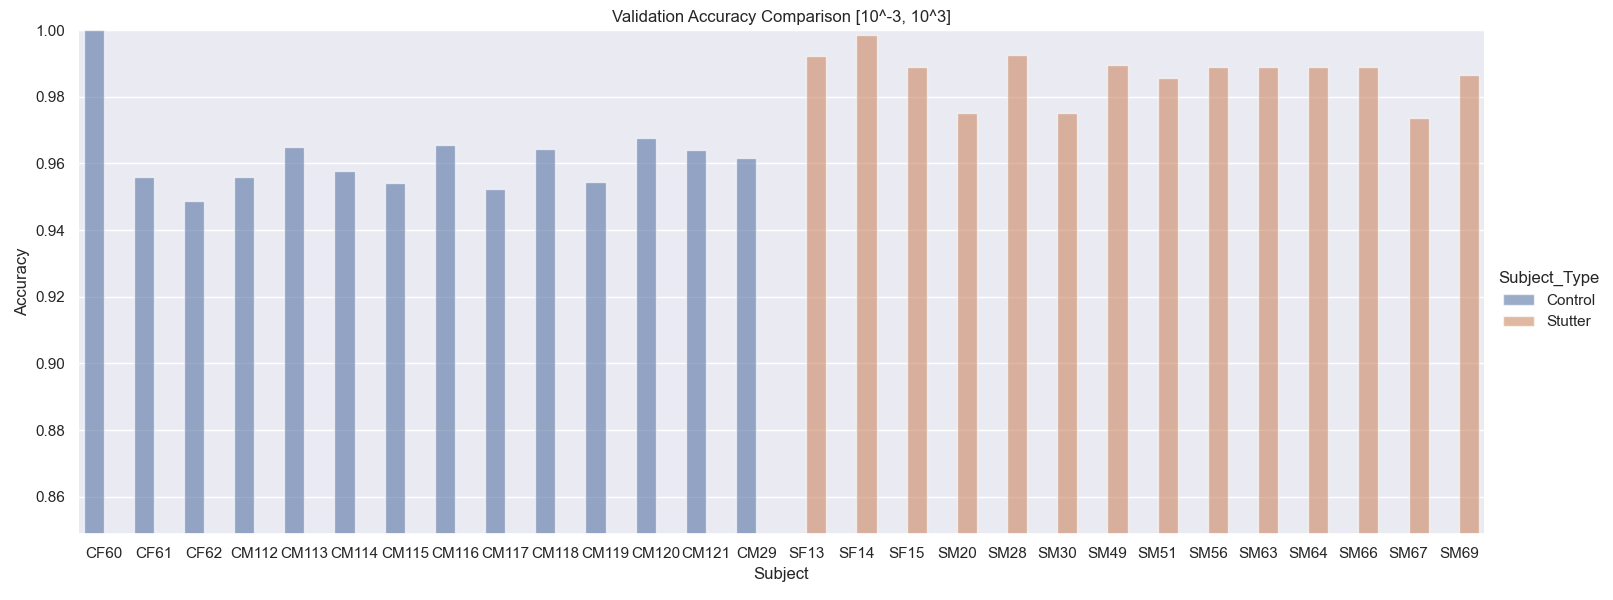 Validation Accuracy Comparison [10^-3, 10^3]
1.00
0.98
0.96
0.94
0.92
0.90
0.88
0.86
Accuracy
CF60 CF61 CF62 CM112 CM113 CM114 CM115 CM116 CM117 CM118 CM119 CM120 CM121 CM29 SF13 SF14 SF15 SM20 SM28 SM30 SM49 SM51 SM56 SM63 SM64 SM66 SM67 SM69
Subject
Subject_Type
Control
Stutter